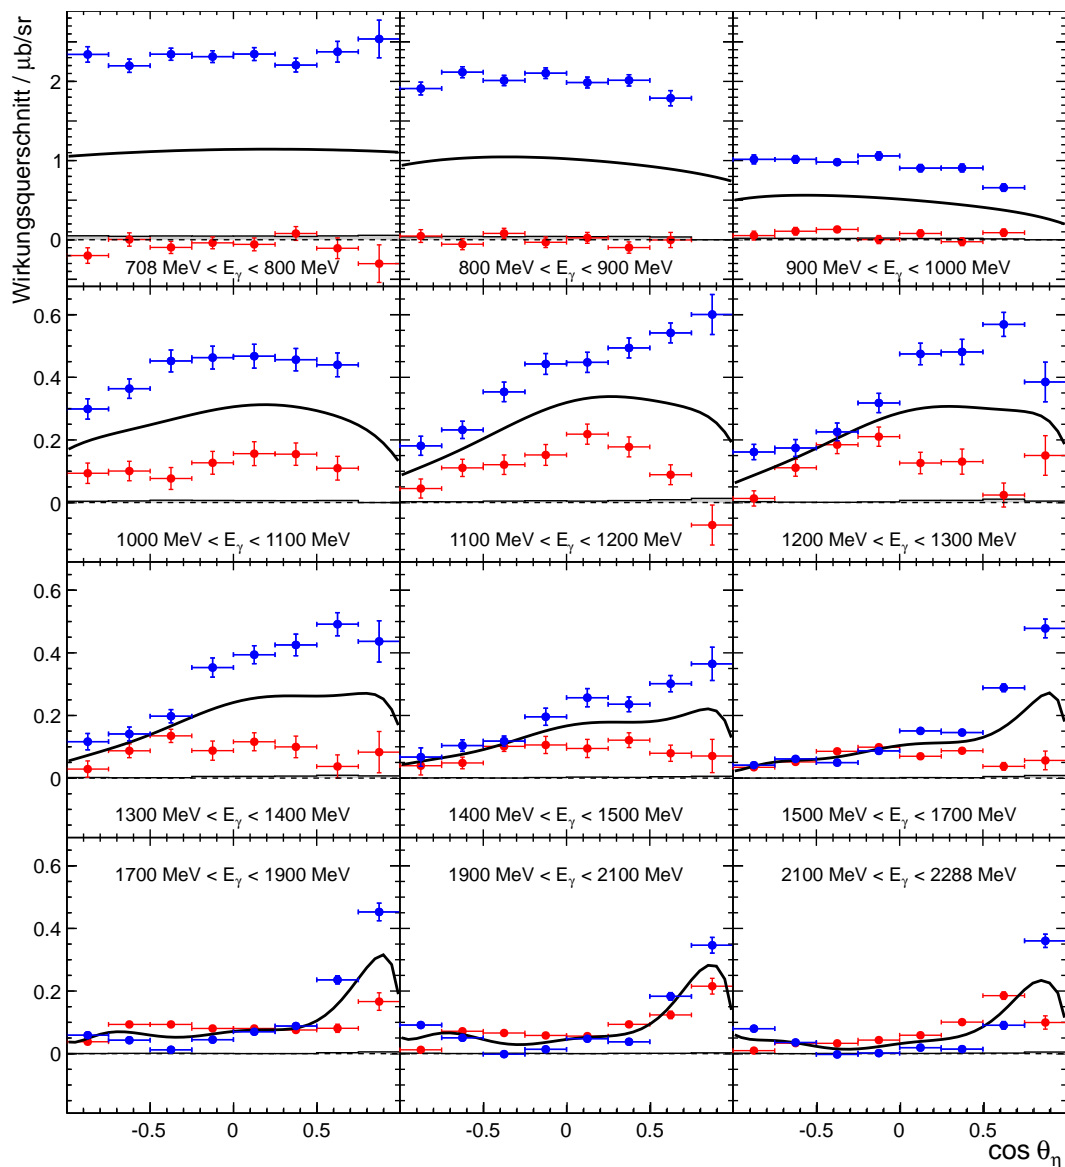 Wirkungsquerschnitt / μb/sr
2
1
0
708 MeV < Eγ < 800 MeV
800 MeV < Eγ < 900 MeV
900 MeV < Eγ < 1000 MeV
0.6
0.4
0.2
0
1000 MeV < Eγ < 1100 MeV
1100 MeV < Eγ < 1200 MeV
1200 MeV < Eγ < 1300 MeV
0.6
0.4
0.2
0
1300 MeV < Eγ < 1400 MeV
1400 MeV < Eγ < 1500 MeV
1500 MeV < Eγ < 1700 MeV
0.6
1700 MeV < Eγ < 1900 MeV
1900 MeV < Eγ < 2100 MeV
2100 MeV < Eγ < 2288 MeV
0.4
0.2
0
-0.5 0 0.5 -0.5 0 0.5 -0.5 0 0.5
cos θη